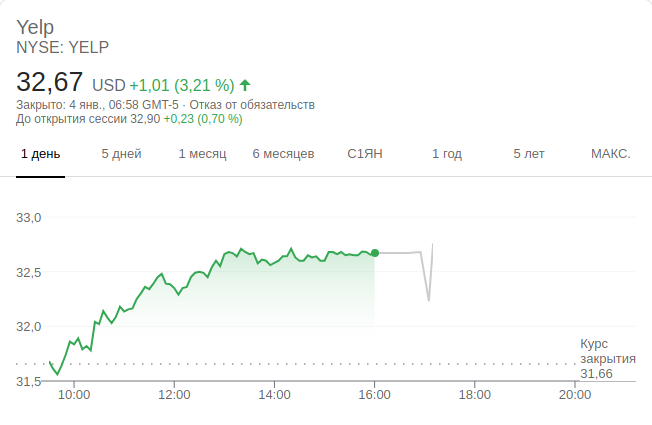 Yelp
NYSE: YELP
32,67 USD +1,01 (3,21 %)
Закрыто: 4 янв., 06:58 GMT-5 · Отказ от обязательств
До открытия сессии 32,90 +0,23 (0,70 %)
1 день 5 дней 1 месяц 6 месяцев С1ЯН 1 год 5 лет МАКС.
33,0
32,5
32,0
Курс
закрытия
31,66
31,5
10:00 12:00 14:00 16:00 18:00 20:00